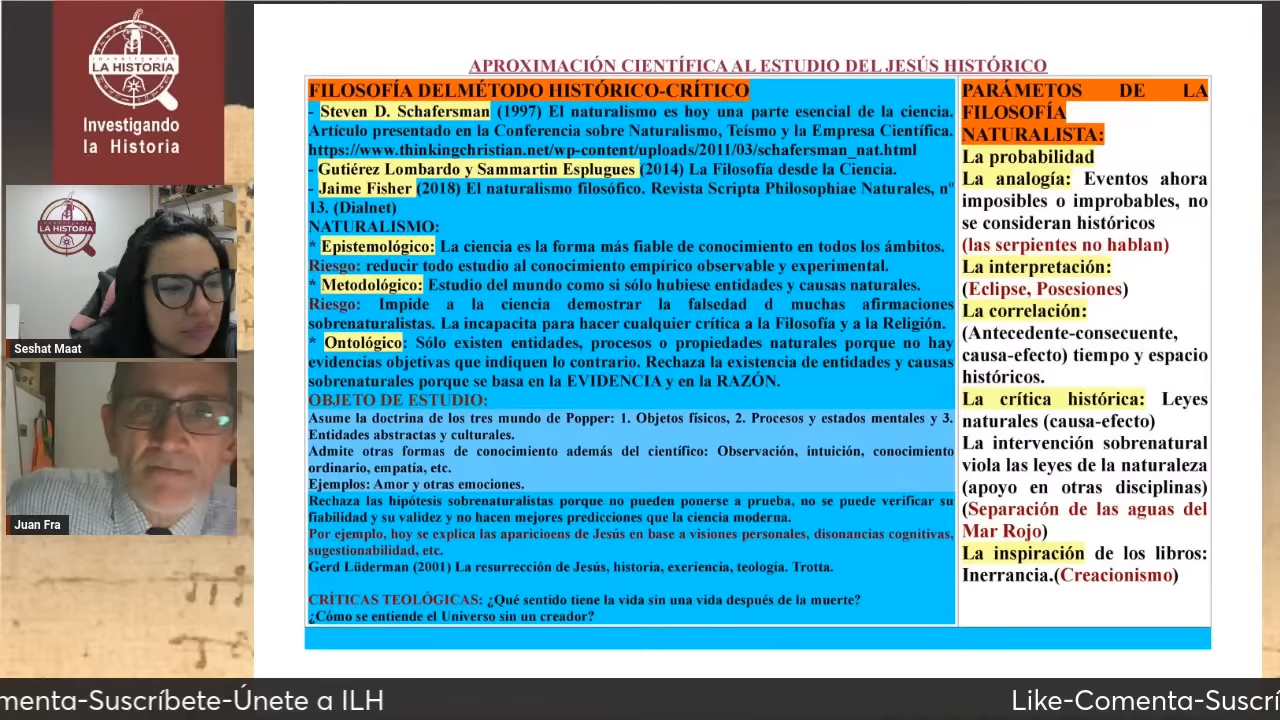 LA HISTORIA
Investigando
la Historia
LA HISTORIA
Seshat Maat
Juan Fra
APROXIMACIÓN CIENTÍFICA AL ESTUDIO DEL JESÚS HISTÓRICO
FILOSOFÍA DELMÉTODO HISTÓRICO-CRÍTICO
- Steven D. Schafersman (1997) El naturalismo es hoy una parte esencial de la ciencia.
Artículo presentado en la Conferencia sobre Naturalismo, Teísmo y la Empresa Científica.
https://www.thinkingchristian.net/wp-content/uploads/2011/03/schafersman_nat.html
- Gutiérez Lombardo y Sammartin Esplugues (2014) La Filosofía desde la Ciencia.
- Jaime Fisher (2018) El naturalismo filosófico. Revista Scripta Philosophiae Naturales, nº
13. (Dialnet)
NATURALISMO:
* Epistemológico: La ciencia es la forma más fiable de conocimiento en todos los ámbitos.
Riesgo: reducir todo estudio al conocimiento empírico observable y experimental.
* Metodológico: Estudio del mundo como si sólo hubiese entidades y causas naturales.
Riesgo: Impide a la ciencia demostrar la falsedad d muchas afirmaciones
sobrenaturalistas. La incapacita para hacer cualquier crítica a la Filosofía y a la Religión.
* Ontológico: Sólo existen entidades, procesos o propiedades naturales porque no hay
evidencias objetivas que indiquen lo contrario. Rechaza la existencia de entidades y causas
sobrenaturales porque se basa en la EVIDENCIA y en la RAZÓN.
OBJETO DE ESTUDIO:
Asume la doctrina de los tres mundo de Popper: 1. Objetos físicos, 2. Procesos y estados mentales y 3.
Entidades abstractas y culturales.
Admite otras formas de conocimiento además del científico: Observación, intuición, conocimiento
ordinario, empatía, etc.
Ejemplos: Amor y otras emociones.
Rechaza las hipótesis sobrenaturalistas porque no pueden ponerse a prueba, no se puede verificar su
fiabilidad y su validez y no hacen mejores predicciones que la ciencia moderna.
Por ejemplo, hoy se explica las aparicioens de Jesús en base a visiones personales, disonancias cognitivas,
sugestionabilidad, etc.
Gerd Lüderman (2001) La resurrección de Jesús, historia, exeriencia, teología. Trotta.
CRÍTICAS TEOLÓGICAS: ¿Qué sentido tiene la vida sin una vida después de la muerte?
¿Cómo se entiende el Universo sin un creador?
PARÁMETOS DE LA
FILOSOFÍA
NATURALISTA:
La probabilidad
La analogía: Eventos ahora
imposibles o improbables, no
se consideran históricos
(las serpientes no hablan)
La interpretación:
(Eclipse, Posesiones)
La correlación:
(Antecedente-consecuente,
causa-efecto) tiempo y espacio
históricos.
La crítica histórica: Leyes
naturales (causa-efecto)
La intervención sobrenatural
viola las leyes de la naturaleza
(apoyo en otras disciplinas)
(Separación de las aguas del
Mar Rojo)
La inspiración de los libros:
Inerrancia.(Creacionismo)
menta-Suscríbete-Únete a ILH
Like-Comenta-Suscrí